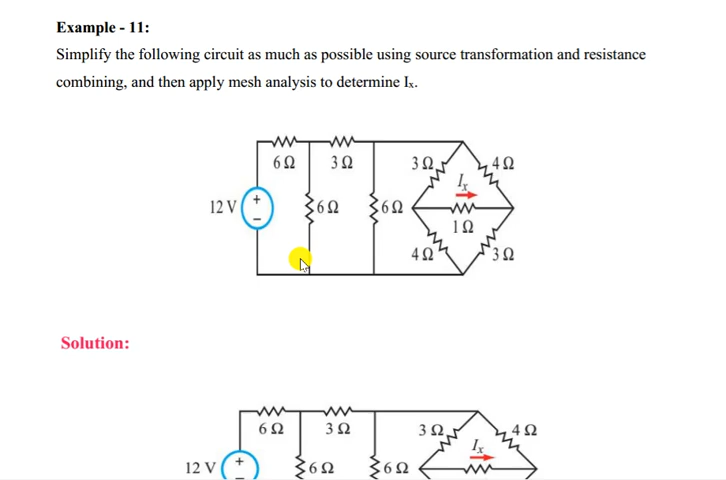 Example - 11:
Simplify the following circuit as much as possible using source transformation and resistance
combining, and then apply mesh analysis to determine Ix.
6 Ω 3 Ω 3 Ω 4 Ω
Ix
12 V + − 6 Ω 6 Ω
1 Ω
4 Ω 3 Ω
Solution:
6 Ω 3 Ω 3 Ω 4 Ω
Ix
12 V + 6 Ω 6 Ω